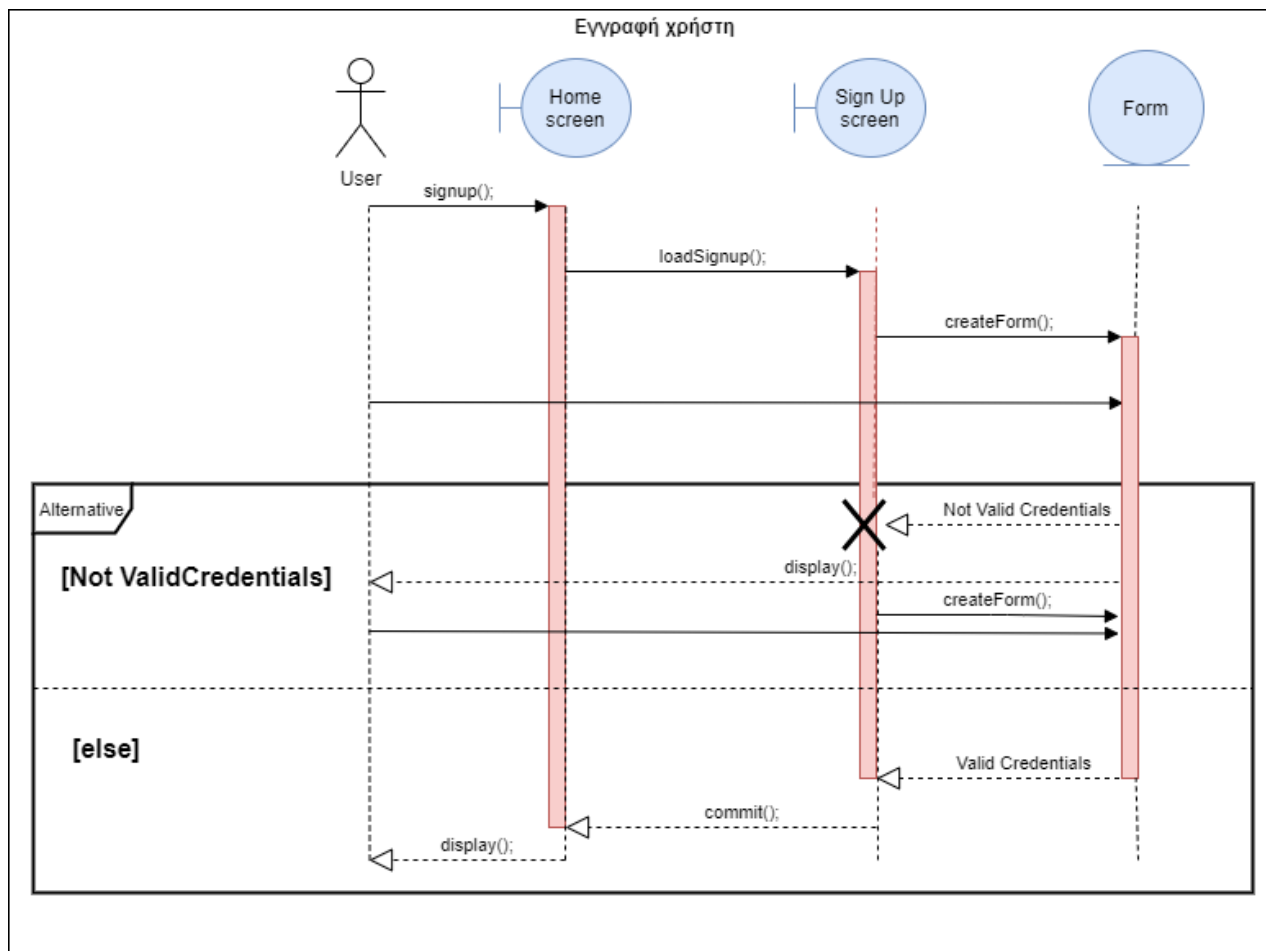 Εγγραφή χρήστη
Home
screen
Sign Up
screen
Form
User
signup();
loadSignup();
createForm();
Alternative
Not Valid Credentials
[Not ValidCredentials]
display();
createForm();
[else]
Valid Credentials
commit();
display();